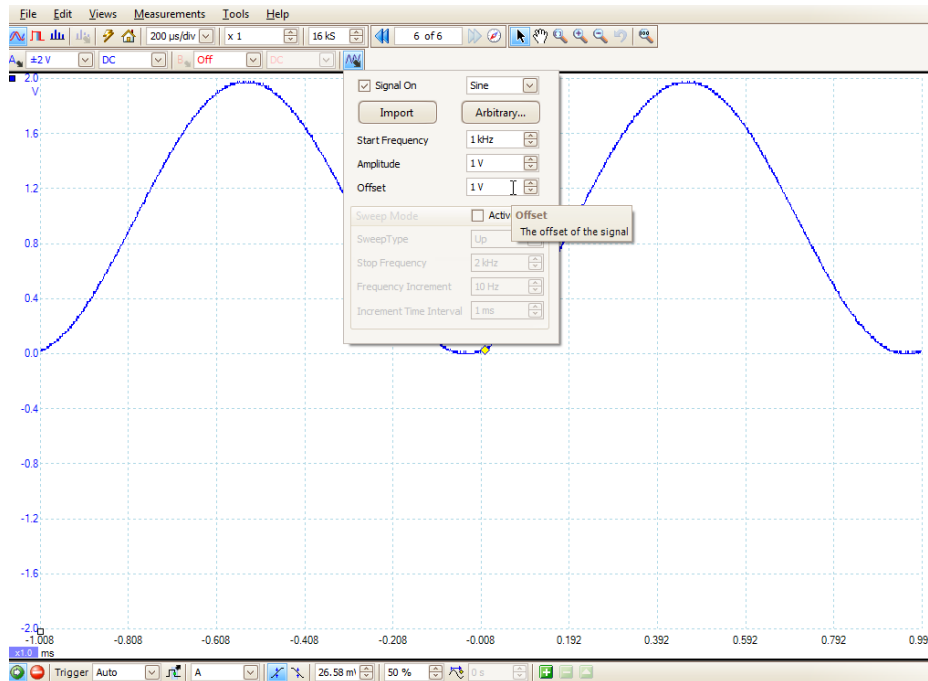 File Edit Views Measurements Tools Help
200 µs/div x 1 16 kS 6 of 6
A ±2 V DC B Off DC
2.0
V
1.6
1.2
0.8
0.4
0.0
-0.4
-0.8
-1.2
-1.6
-2.0
Signal On Sine
Import Arbitrary...
Start Frequency 1 kHz
Amplitude 1 V
Offset 1 V
Sweep Mode Activ
Offset
The offset of the signal
SweepType Up
Stop Frequency 2 kHz
Frequency Increment 10 Hz
Increment Time Interval 1 ms
-1.008 -0.808 -0.608 -0.408 -0.208 -0.008 0.192 0.392 0.592 0.792 0.99
x1.0 ms
Trigger Auto A 26.58 m 50 % 0 s